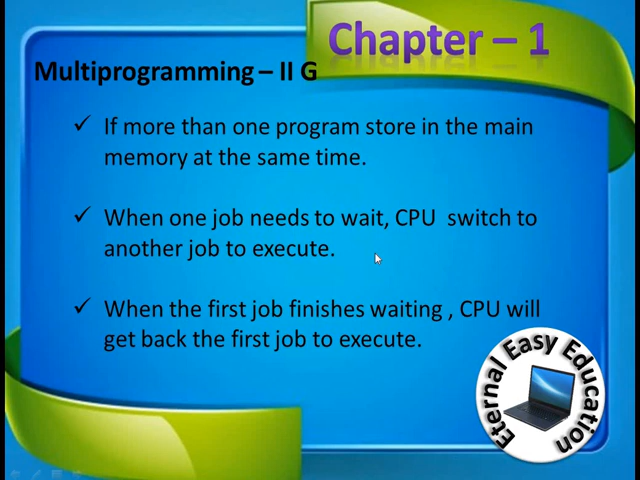 Chapter – 1
Multiprogramming – II G
✓ If more than one program store in the main
memory at the same time.
✓ When one job needs to wait, CPU switch to
another job to execute.
✓ When the first job finishes waiting , CPU will
get back the first job to execute.
Eternal Easy Education